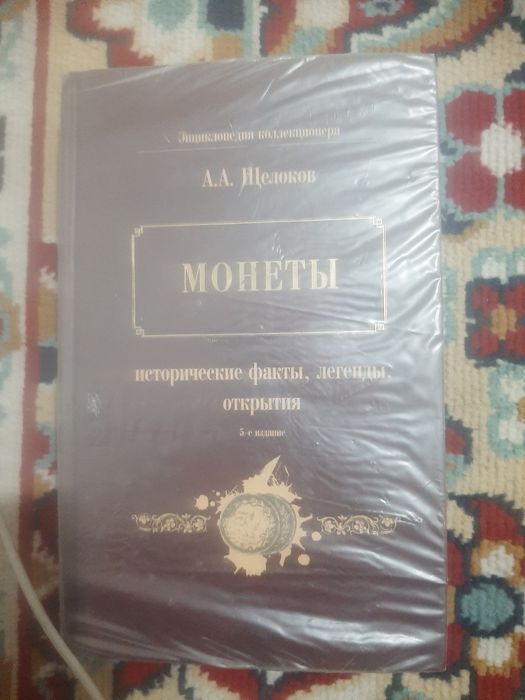 Энциклопедия коллекционера
А.А. Щелоков
МОНЕТЫ
исторические факты, легенды,
открытия
5-е издание